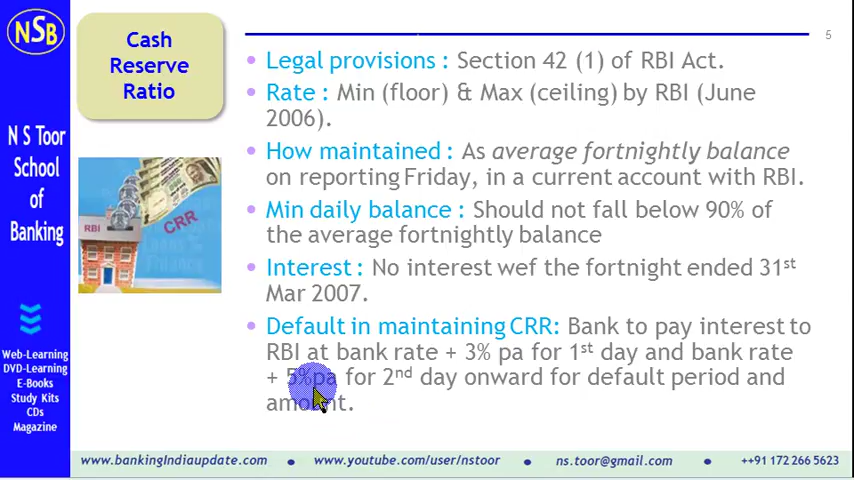 NSB
N S Toor
School
of
Banking
Web-Learning
DVD-Learning
E-Books
Study Kits
CDs
Magazine
Cash
Reserve
Ratio
RBI
CRR
5
• Legal provisions : Section 42 (1) of RBI Act.
• Rate : Min (floor) & Max (ceiling) by RBI (June
2006).
• How maintained : As average fortnightly balance
on reporting Friday, in a current account with RBI.
• Min daily balance : Should not fall below 90% of
the average fortnightly balance
• Interest : No interest wef the fortnight ended 31st
Mar 2007.
• Default in maintaining CRR: Bank to pay interest to
RBI at bank rate + 3% pa for 1st day and bank rate
+ 5%pa for 2nd day onward for default period and
amount.
www.bankingIndiaupdate.com • www.youtube.com/user/nstoor • ns.toor@gmail.com • ++91 172 266 5623